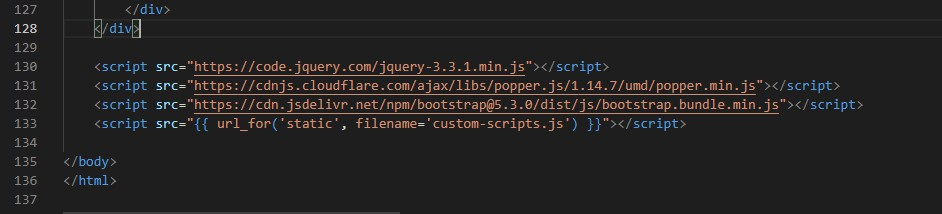 127        </div>
128    </div>
129
130    <script src="https://code.jquery.com/jquery-3.3.1.min.js"></script>
131    <script src="https://cdnjs.cloudflare.com/ajax/libs/popper.js/1.14.7/umd/popper.min.js"></script>
132    <script src="https://cdn.jsdelivr.net/npm/bootstrap@5.3.0/dist/js/bootstrap.bundle.min.js"></script>
133    <script src="{{ url_for('static', filename='custom-scripts.js') }}"></script>
134
135</body>
136</html>
137